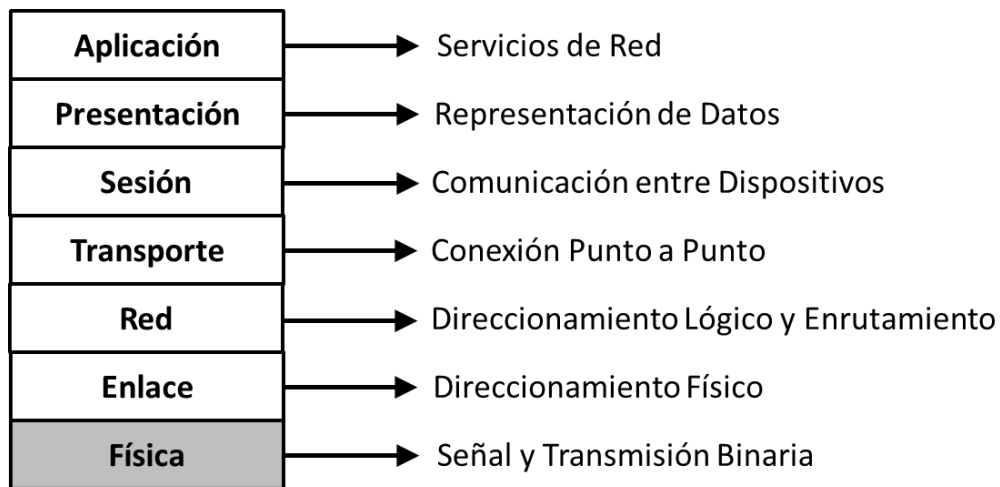 Aplicación
Servicios de Red
Presentación
Representación de Datos
Sesión
Comunicación entre Dispositivos
Transporte
Conexión Punto a Punto
Red
Direccionamiento Lógico y Enrutamiento
Enlace
Direccionamiento Físico
Física
Señal y Transmisión Binaria